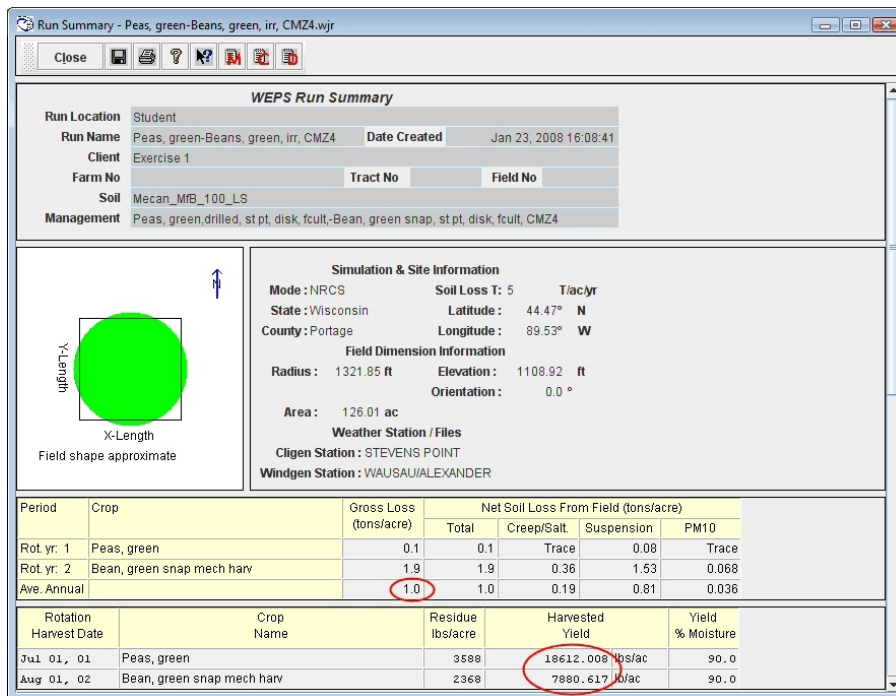 Run Summary - Peas, green-Beans, green, irr, CMZ4.wjr
Close
WEPS Run Summary
Run Location Student
Run Name Peas, green-Beans, green, irr, CMZ4 Date Created Jan 23, 2008 16:08:41
Client Exercise 1
Farm No Tract No Field No
Soil Mecan_MfB_100_LS
Management Peas, green,drilled, st pt, disk, fcult,-Bean, green snap, st pt, disk, fcult, CMZ4
N
Y-Length
X-Length
Field shape approximate
Simulation & Site Information
Mode : NRCS Soil Loss T: 5 T/ac/yr
State : Wisconsin Latitude : 44.47° N
County : Portage Longitude : 89.53° W
Field Dimension Information
Radius : 1321.85 ft Elevation : 1108.92 ft
Orientation : 0.0 °
Area : 126.01 ac
Weather Station / Files
Cligen Station : STEVENS POINT
Windgen Station : WAUSAU/ALEXANDER
Period Crop Gross Loss (tons/acre) Net Soil Loss From Field (tons/acre)
Total Creep/Salt. Suspension PM10
Rot. yr: 1 Peas, green 0.1 0.1 Trace 0.08 Trace
Rot. yr: 2 Bean, green snap mech harv 1.9 1.9 0.36 1.53 0.068
Ave. Annual 1.0 1.0 0.19 0.81 0.036
Rotation Crop Residue Harvested Yield
Harvest Date Name lbs/acre Yield % Moisture
Jul 01, 01 Peas, green 3588 18612.008 lbs/ac 90.0
Aug 01, 02 Bean, green snap mech harv 2368 7880.617 lb/ac 90.0